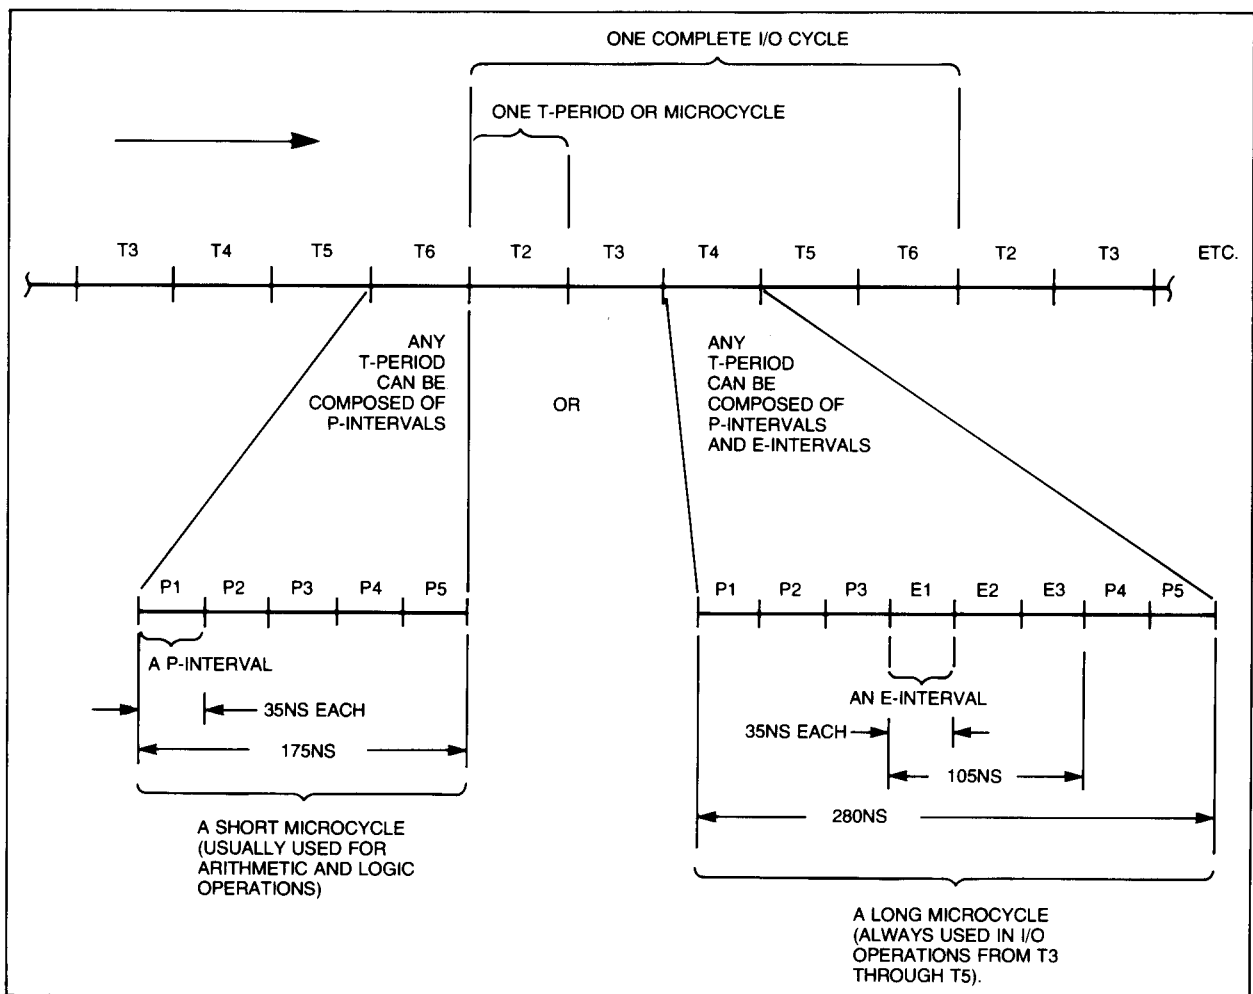 ONE COMPLETE I/O CYCLE
ONE T-PERIOD OR MICROCYCLE
T3 T4 T5 T6 T2 T3 T4 T5 T6 T2 T3 ETC.
ANY
T-PERIOD
CAN BE
COMPOSED OF
P-INTERVALS
OR
ANY
T-PERIOD
CAN BE
COMPOSED OF
P-INTERVALS
AND E-INTERVALS
P1 P2 P3 P4 P5
P1 P2 P3 E1 E2 E3 P4 P5
A P-INTERVAL
35NS EACH
175NS
AN E-INTERVAL
35NS EACH
105NS
280NS
A SHORT MICROCYCLE
(USUALLY USED FOR
ARITHMETIC AND LOGIC
OPERATIONS)
A LONG MICROCYCLE
(ALWAYS USED IN I/O
OPERATIONS FROM T3
THROUGH T5).